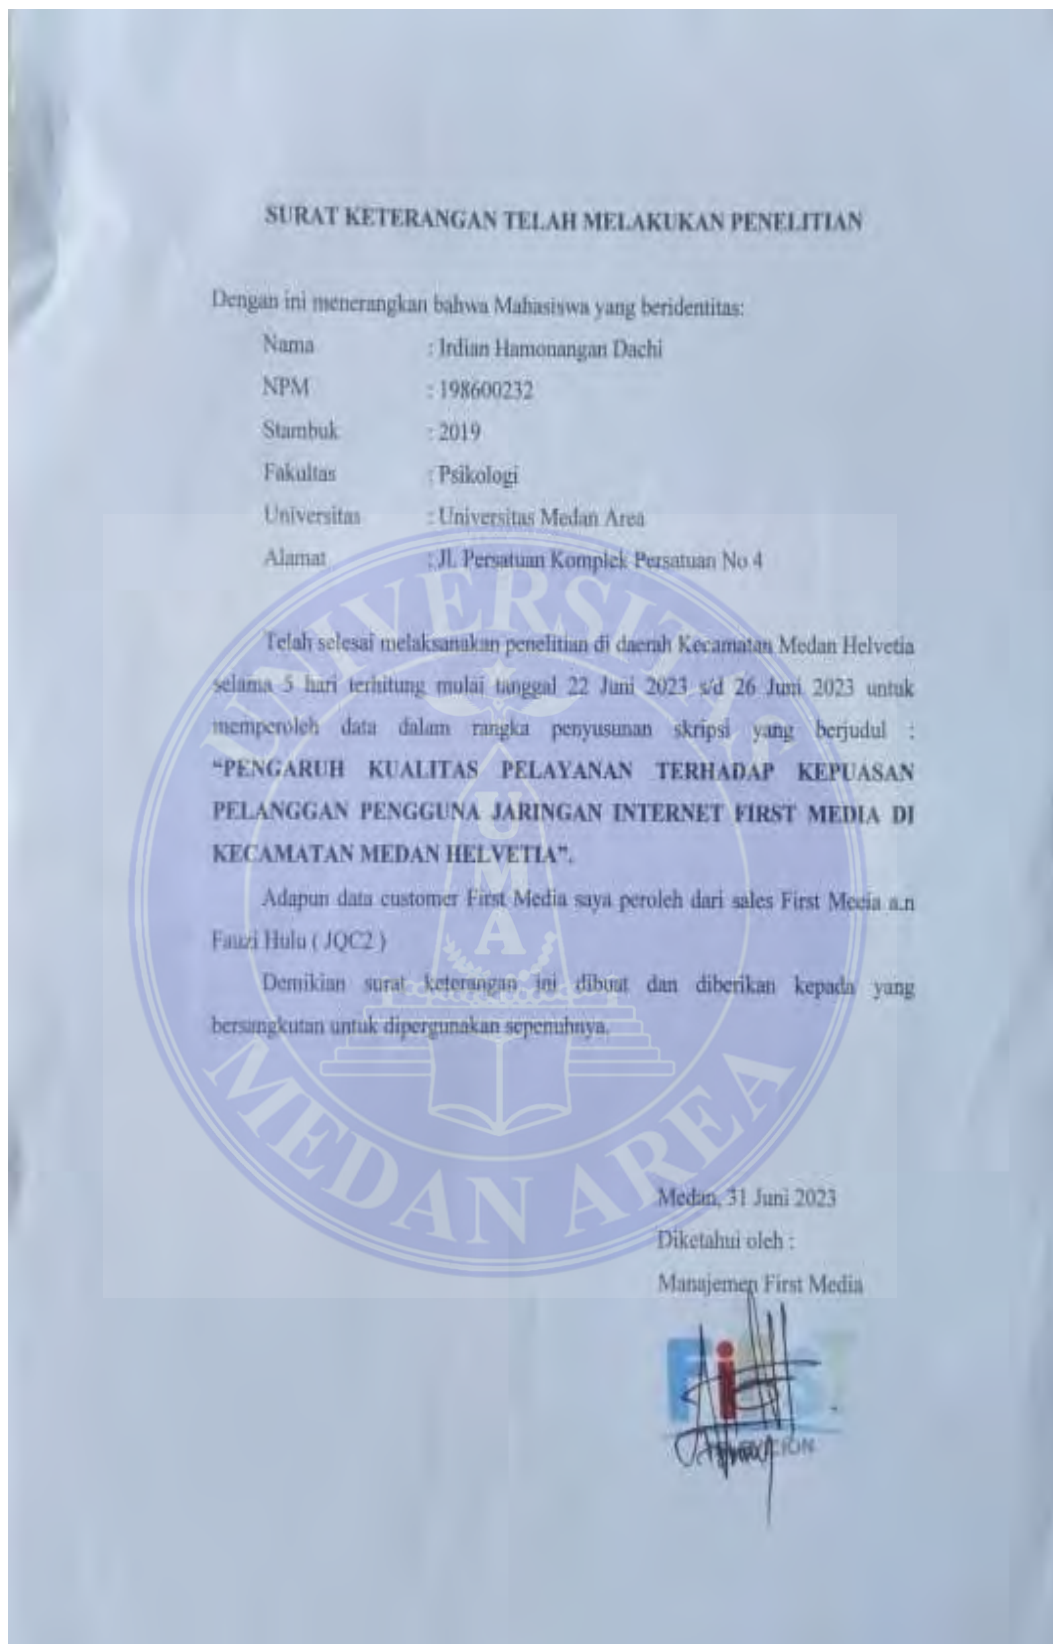 SURAT KETERANGAN TELAH MELAKUKAN PENELITIAN
Dengan ini menerangkan bahwa Mahasiswa yang beridentitas:
Nama : Irdian Hamonangan Dachi
NPM : 198600232
Stambuk : 2019
Fakultas : Psikologi
Universitas : Universitas Medan Area
Alamat : Jl. Persatuan Komplek Persatuan No 4
Telah selesai melaksanakan penelitian di daerah Kecamatan Medan Helvetia
selama 5 hari terhitung mulai tanggal 22 Juni 2023 s/d 26 Juni 2023 untuk
memperoleh data dalam rangka penyusunan skripsi yang berjudul :
“PENGARUH KUALITAS PELAYANAN TERHADAP KEPUASAN
PELANGGAN PENGGUNA JARINGAN INTERNET FIRST MEDIA DI
KECAMATAN MEDAN HELVETIA”.
Adapun data customer First Media saya peroleh dari sales First Media a.n
Fauzi Hulu ( JQC2 )
Demikian surat keterangan ini dibuat dan diberikan kepada yang
bersangkutan untuk dipergunakan sepenuhnya.
UNIVERSITAS
UMA
MEDAN AREA
Medan, 31 Juni 2023
Diketahui oleh :
Manajemen First Media
FIRST